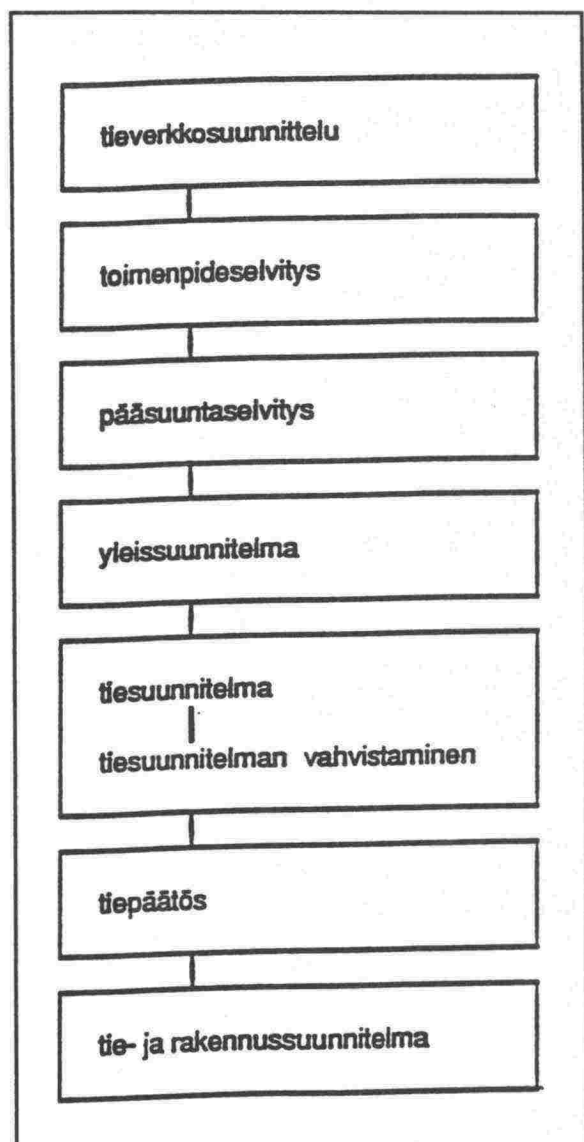 tieverkkosuunnittelu
toimenpideselvitys
pääsuuntaselvitys
yleissuunnitelma
tiesuunnitelma
tiesuunnitelman vahvistaminen
tiepäätös
tie- ja rakennussuunnitelma